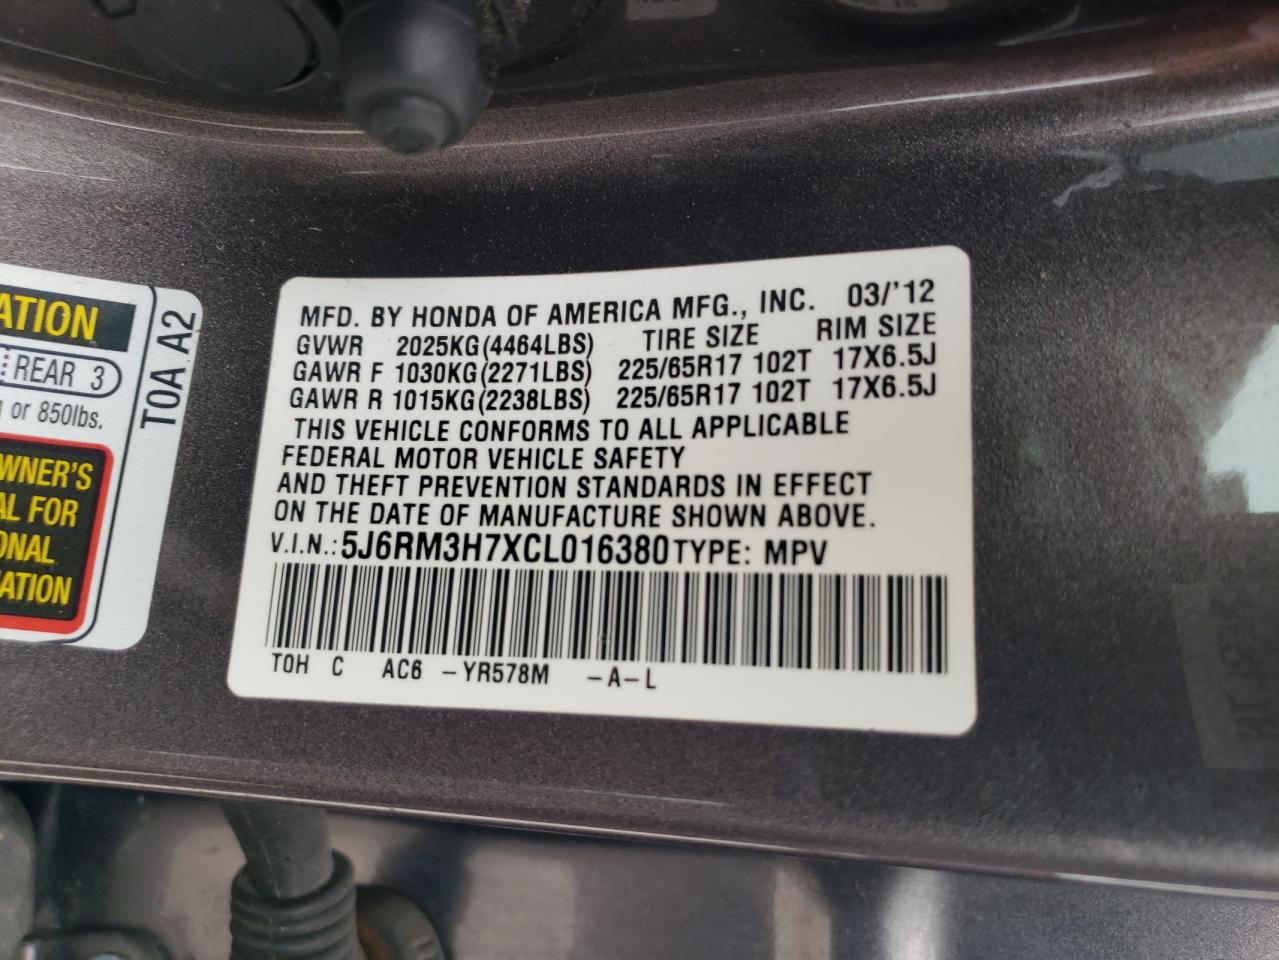 MFD. BY HONDA OF AMERICA MFG., INC. 03/'12
GVWR 2025KG(4464LBS) TIRE SIZE RIM SIZE
GAWR F 1030KG(2271LBS) 225/65R17 102T 17X6.5J
GAWR R 1015KG(2238LBS) 225/65R17 102T 17X6.5J
THIS VEHICLE CONFORMS TO ALL APPLICABLE
FEDERAL MOTOR VEHICLE SAFETY
AND THEFT PREVENTION STANDARDS IN EFFECT
ON THE DATE OF MANUFACTURE SHOWN ABOVE.
V.I.N.: 5J6RM3H7XCL016380 TYPE: MPV
TOH C AC6 -YR578M -A-L
ATION
REAR 3
or 850lbs.
WNER'S
AL FOR
ONAL
ATION
T0A A2